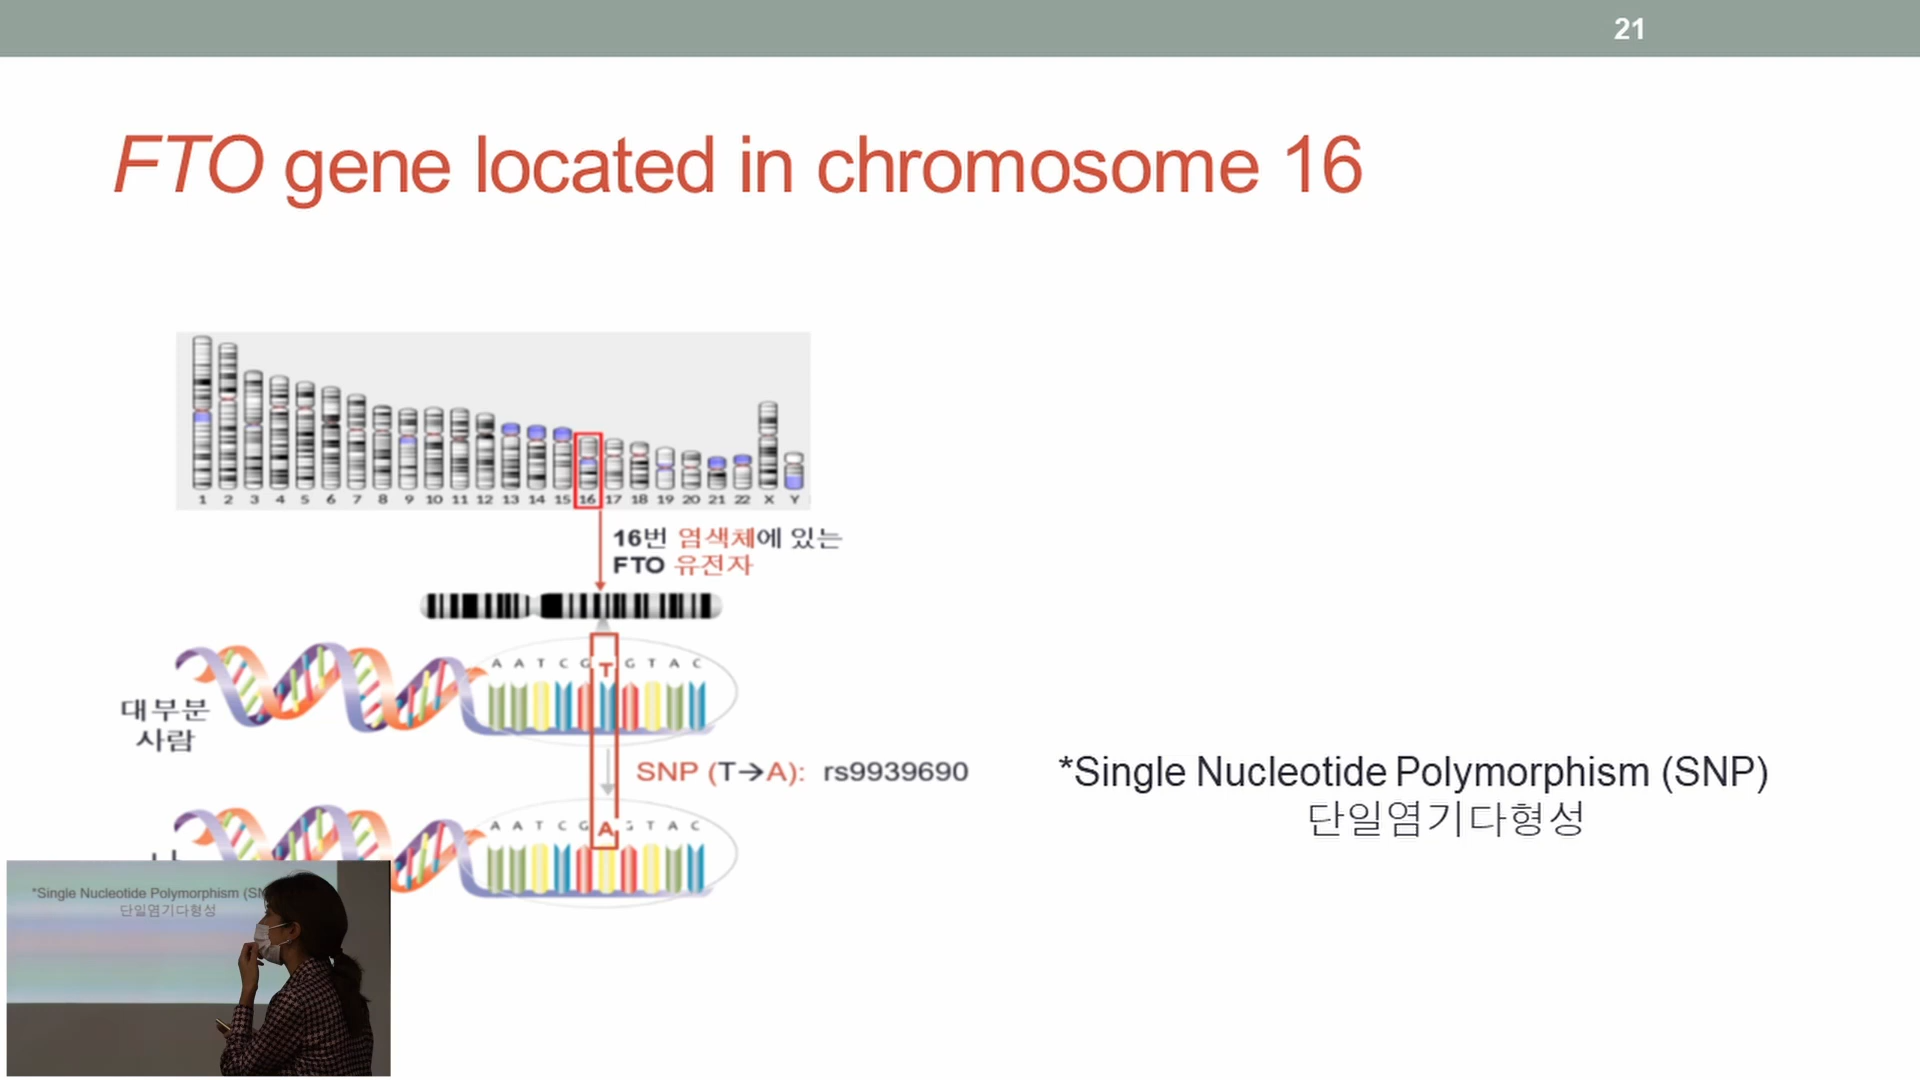 21
FTO gene located in chromosome 16
1 2 3 4 5 6 7 8 9 10 11 12 13 14 15 16 17 18 19 20 21 22 X Y
16번 염색체에 있는
FTO 유전자
A A T C G T G T A C
대부분
사람
SNP (T→A): rs9939690
*Single Nucleotide Polymorphism (SNP)
단일염기다형성
A A T C G A G T A C
*Single Nucleotide Polymorphism
단일염기다형성